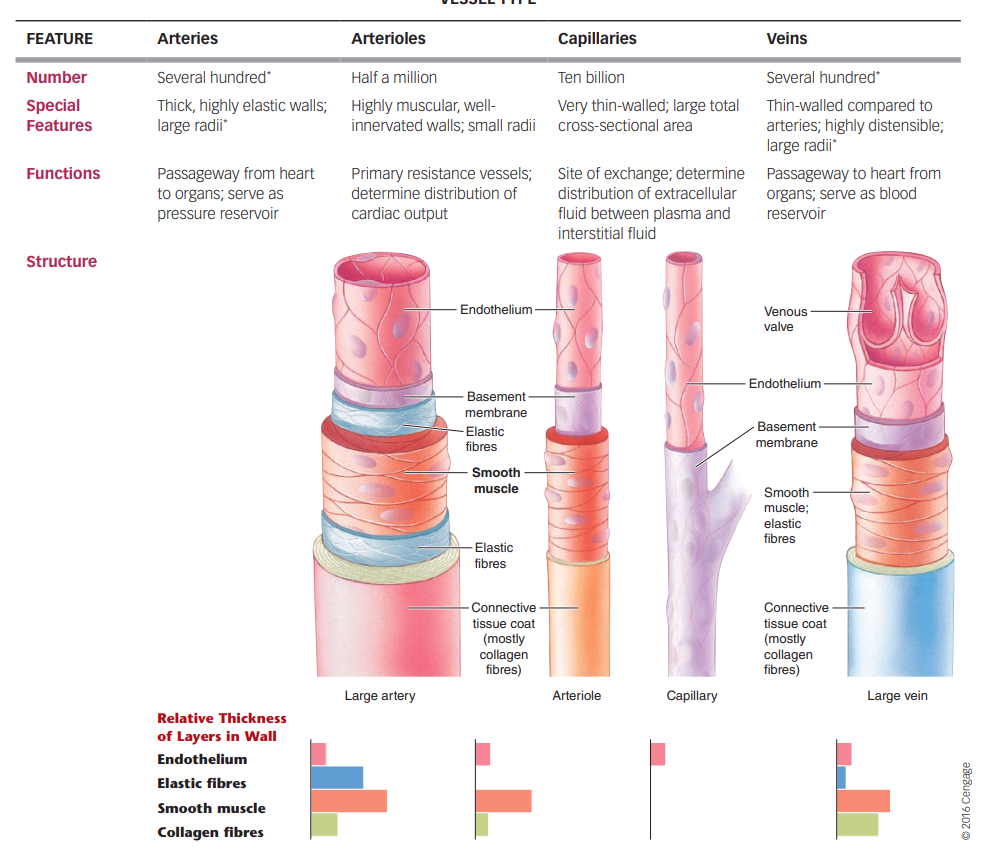 VESSEL TYPE
FEATURE Arteries Arterioles Capillaries Veins
Number Several hundred* Half a million Ten billion Several hundred*
Special Features
Thick, highly elastic walls;
large radii*
Highly muscular, well-
innervated walls; small radii
Very thin-walled; large total
cross-sectional area
Thin-walled compared to
arteries; highly distensible;
large radii*
Functions
Passageway from heart
to organs; serve as
pressure reservoir
Primary resistance vessels;
determine distribution of
cardiac output
Site of exchange; determine
distribution of extracellular
fluid between plasma and
interstitial fluid
Passageway to heart from
organs; serve as blood
reservoir
Structure
Endothelium
Basement
membrane
Elastic
fibres
Smooth
muscle
Elastic
fibres
Connective
tissue coat
(mostly
collagen
fibres)
Venous
valve
Endothelium
Basement
membrane
Smooth
muscle;
elastic
fibres
Connective
tissue coat
(mostly
collagen
fibres)
Large artery Arteriole Capillary Large vein
Relative Thickness
of Layers in Wall
Endothelium
Elastic fibres
Smooth muscle
Collagen fibres
© 2016 Cengage